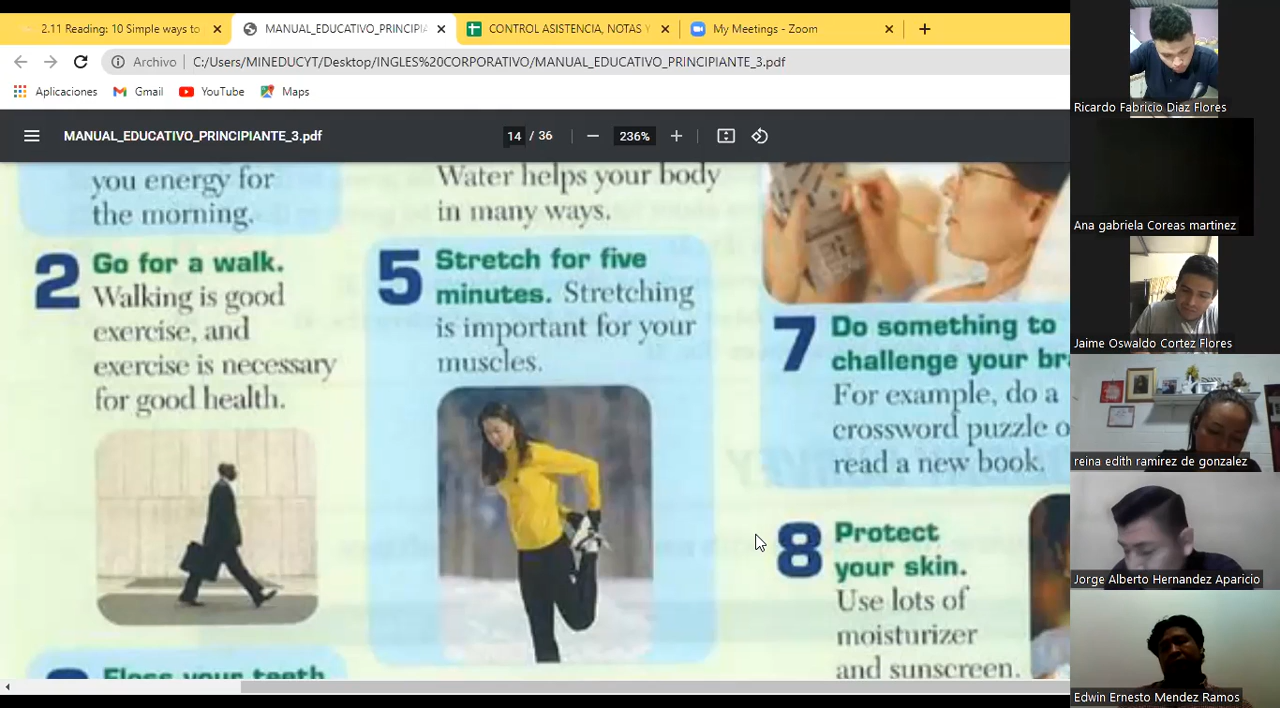 2.11 Reading: 10 Simple ways to
MANUAL_EDUCATIVO_PRINCIPIA
CONTROL ASISTENCIA, NOTAS Y
My Meetings - Zoom
Archivo
C:/Users/MINEDUCYT/Desktop/INGLES%20CORPORATIVO/MANUAL_EDUCATIVO_PRINCIPIANTE_3.pdf
Aplicaciones
Gmail
YouTube
Maps
MANUAL_EDUCATIVO_PRINCIPIANTE_3.pdf
14 / 36
236%
you energy for
the morning.
2 Go for a walk.
Walking is good
exercise, and
exercise is necessary
for good health.
Floss your teeth
Water helps your body
in many ways.
5 Stretch for five
minutes. Stretching
is important for your
muscles.
7 Do something to
challenge your bra
For example, do a
crossword puzzle o
read a new book.
8 Protect
your skin.
Use lots of
moisturizer
and sunscreen.
Ricardo Fabricio Diaz Flores
Ana gabriela Coreas martinez
Jaime Oswaldo Cortez Flores
reina edith ramirez de gonzalez
Jorge Alberto Hernandez Aparicio
Edwin Ernesto Mendez Ramos